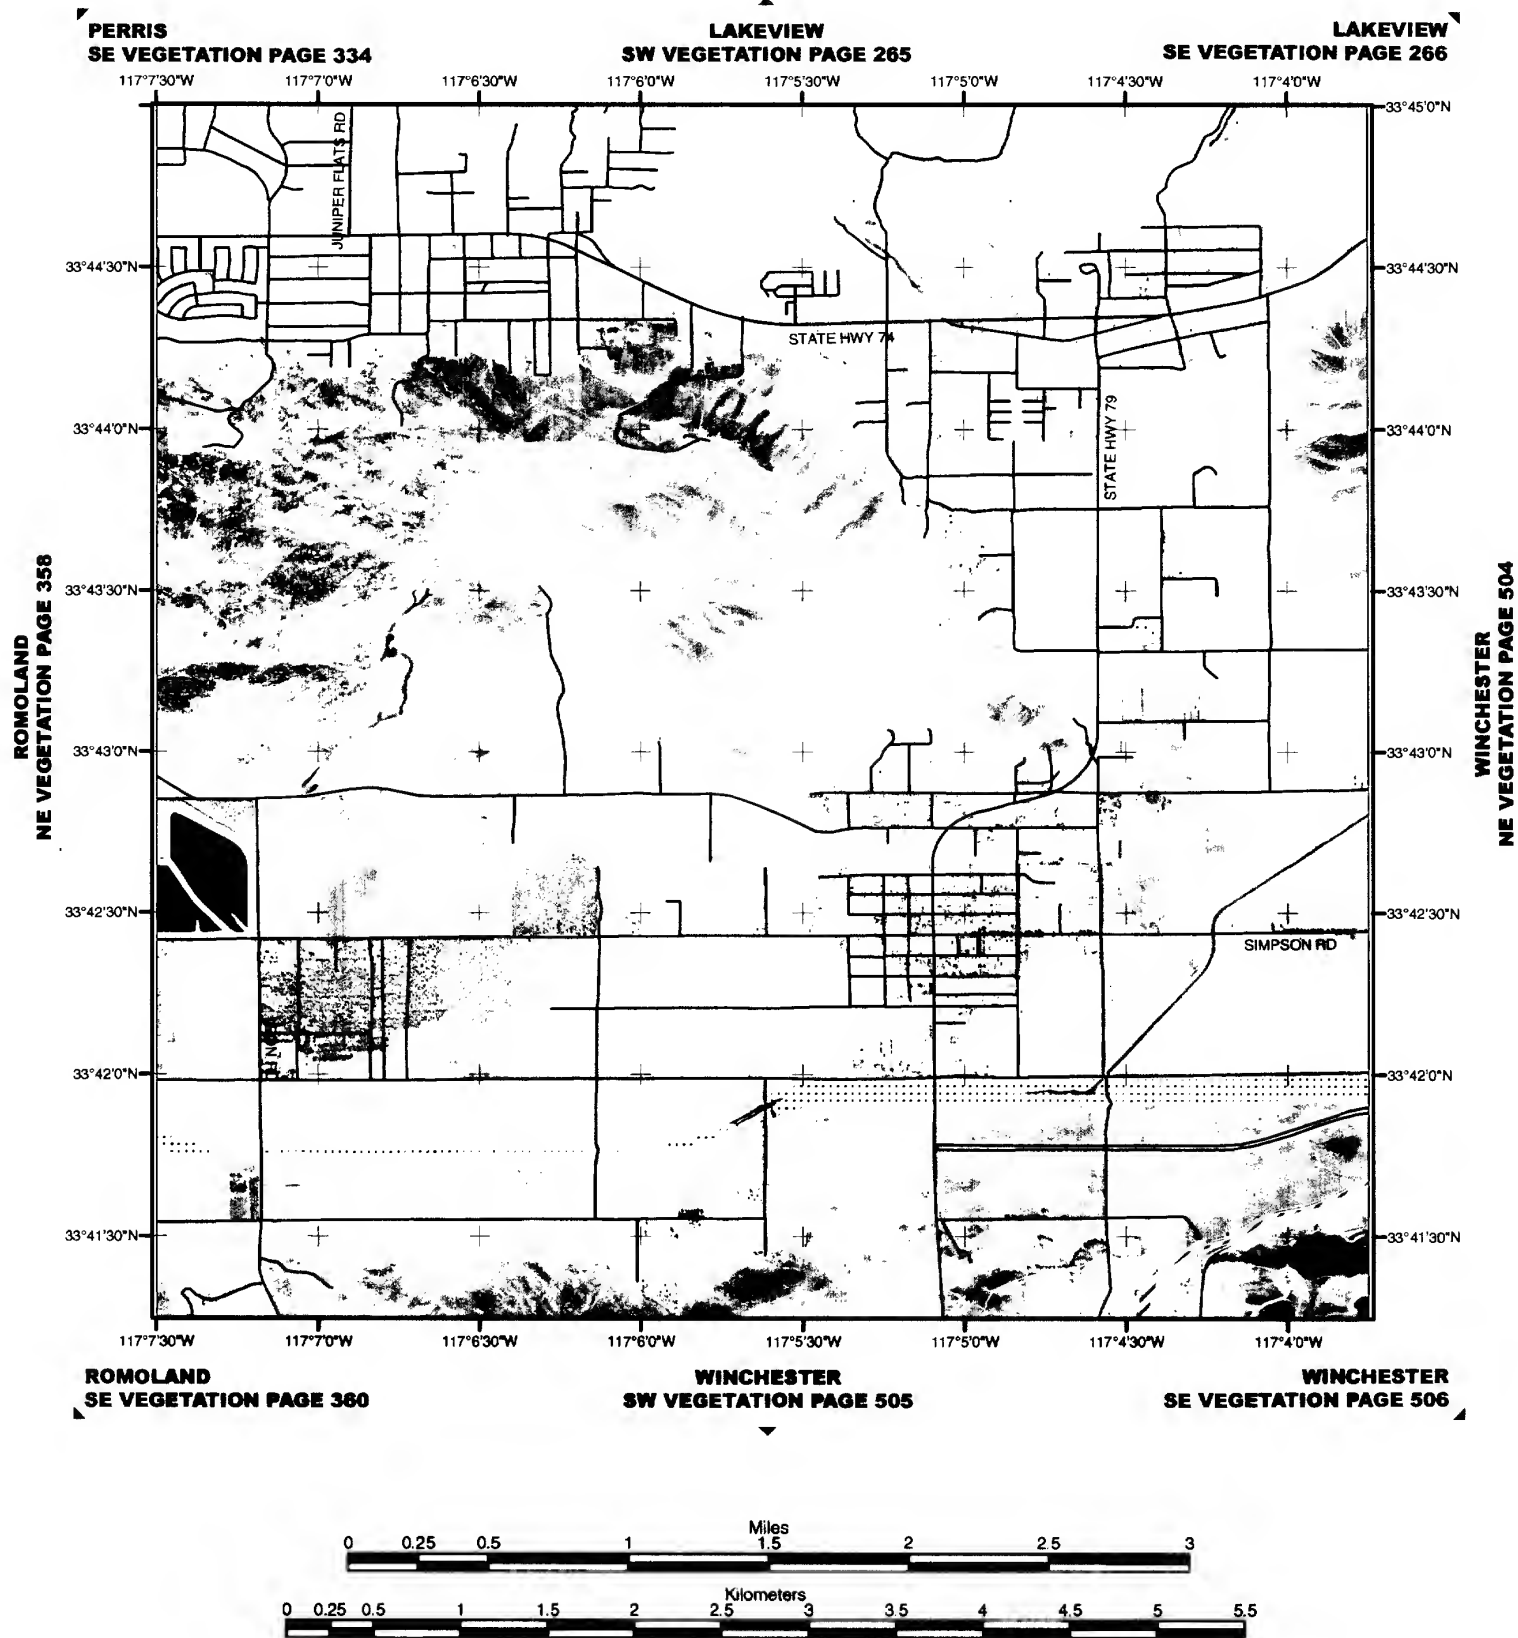 PERRIS
SE VEGETATION PAGE 334
LAKEVIEW
SW VEGETATION PAGE 265
LAKEVIEW
SE VEGETATION PAGE 266
117°7'30"W 117°7'0"W 117°6'30"W 117°6'0"W 117°5'30"W 117°5'0"W 117°4'30"W 117°4'0"W
33°45'0"N
JUNIPER FLATS RD
33°44'30"N 33°44'30"N
STATE HWY 74
STATE HWY 79
33°44'0"N 33°44'0"N
ROMOLAND
NE VEGETATION PAGE 358
WINCHESTER
NE VEGETATION PAGE 504
33°43'30"N 33°43'30"N
33°43'0"N 33°43'0"N
33°42'30"N 33°42'30"N
SIMPSON RD
33°42'0"N 33°42'0"N
33°41'30"N 33°41'30"N
117°7'30"W 117°7'0"W 117°6'30"W 117°6'0"W 117°5'30"W 117°5'0"W 117°4'30"W 117°4'0"W
ROMOLAND
SE VEGETATION PAGE 360
WINCHESTER
SW VEGETATION PAGE 505
WINCHESTER
SE VEGETATION PAGE 506
Miles
0 0.25 0.5 1 1.5 2 2.5 3
Kilometers
0 0.25 0.5 1 1.5 2 2.5 3 3.5 4 4.5 5 5.5